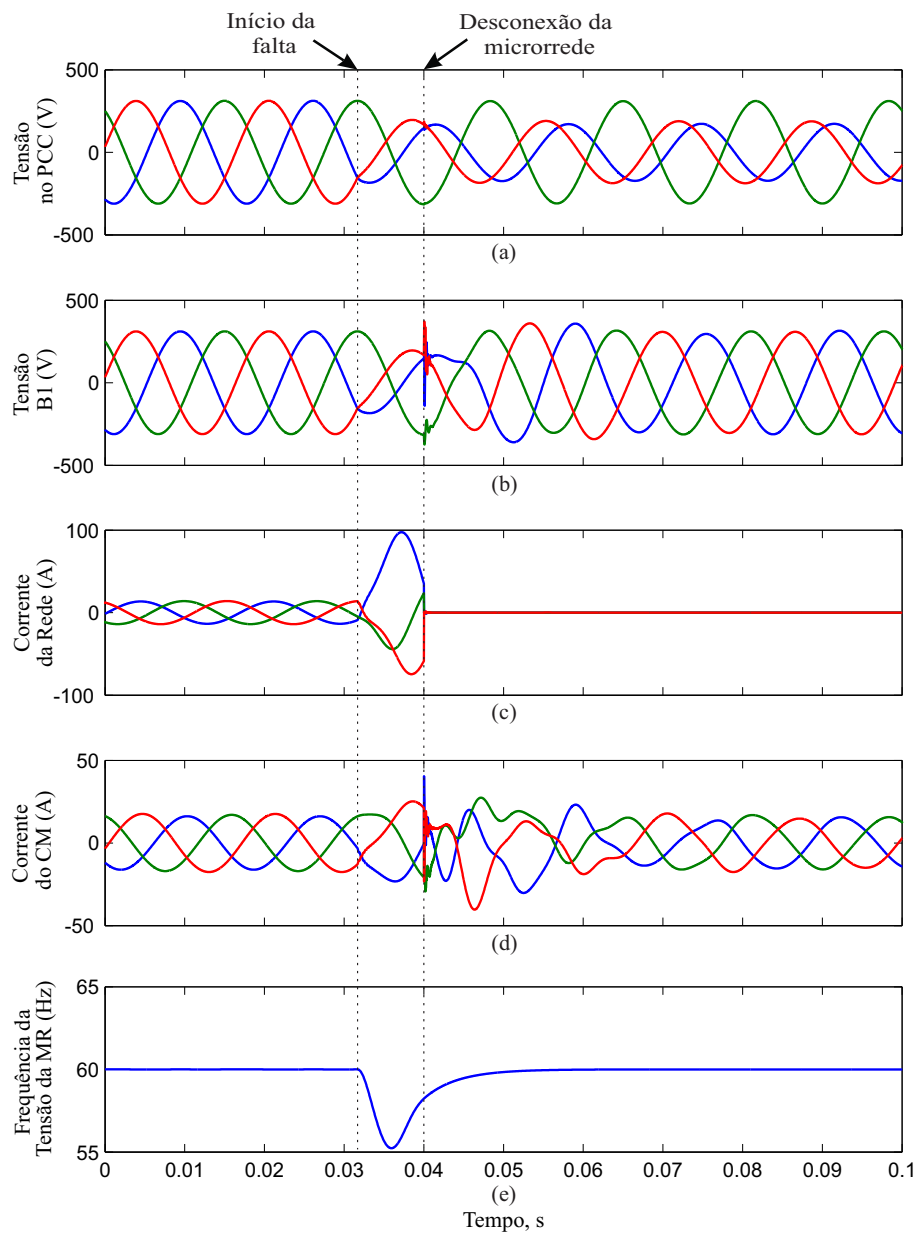 Início da
falta
Desconexão da
microrrede
500
0
-500
Tensão
no PCC (V)
(a)
500
0
-500
Tensão
B1 (V)
(b)
100
0
-100
Corrente
da Rede (A)
(c)
50
0
-50
Corrente
do CM (A)
(d)
65
60
55
Frequência da
Tensão da MR (Hz)
0 0.01 0.02 0.03 0.04 0.05 0.06 0.07 0.08 0.09 0.1
(e)
Tempo, s